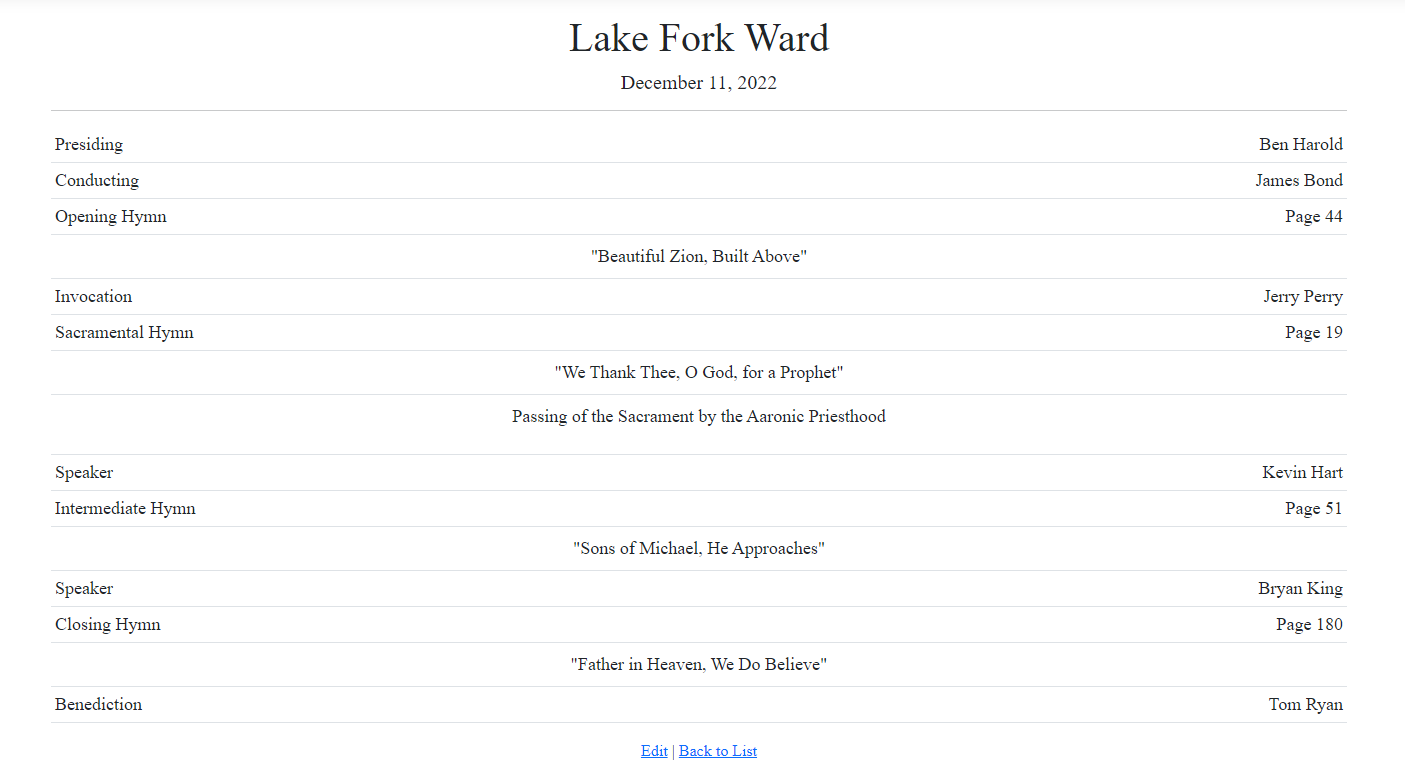 Lake Fork Ward
December 11, 2022
Presiding Ben Harold
Conducting James Bond
Opening Hymn Page 44
"Beautiful Zion, Built Above"
Invocation Jerry Perry
Sacramental Hymn Page 19
"We Thank Thee, O God, for a Prophet"
Passing of the Sacrament by the Aaronic Priesthood
Speaker Kevin Hart
Intermediate Hymn Page 51
"Sons of Michael, He Approaches"
Speaker Bryan King
Closing Hymn Page 180
"Father in Heaven, We Do Believe"
Benediction Tom Ryan
Edit | Back to List